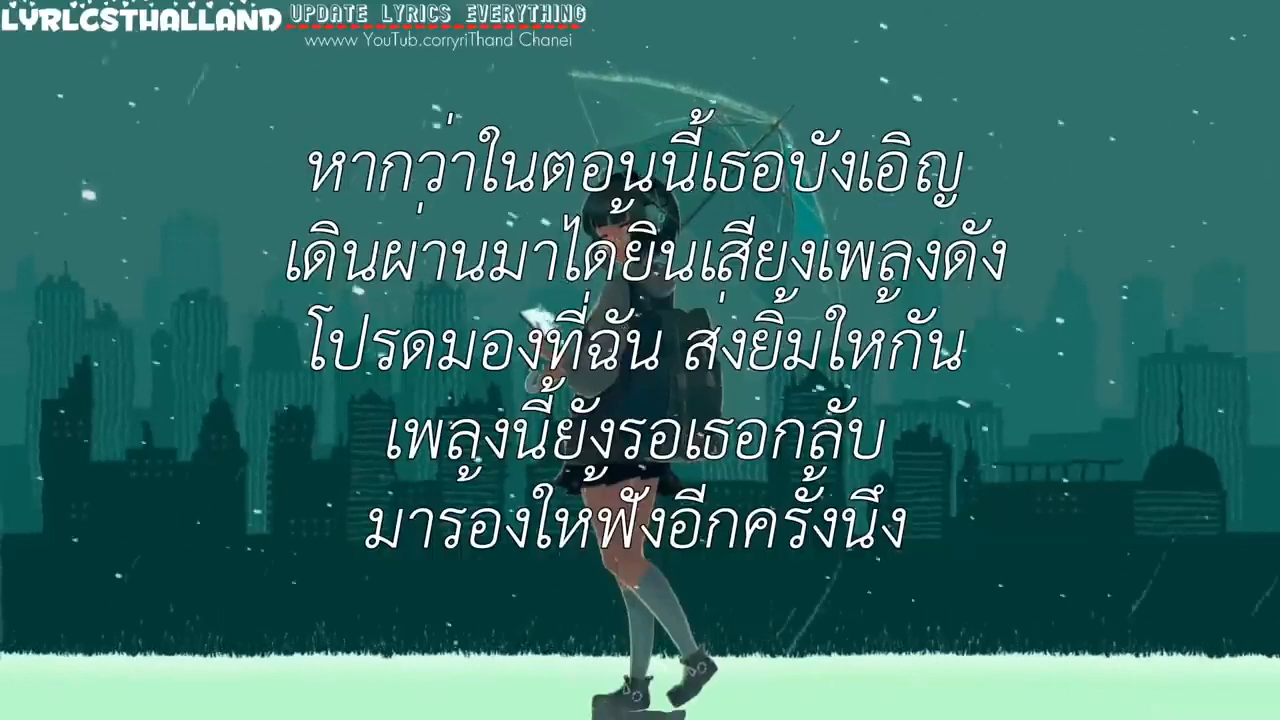 LYRLCSTHALLAND UPDATE LYRICS EVERYTHING
wwww YouTub.corryriThand Chanei
หากว่าในตอนนี้เธอบังเอิญ
เดินผ่านมาได้ยินเสียงเพลงดัง
โปรดมองที่ฉัน ส่งยิ้มให้กัน
เพลงนี้ยังรอเธอกลับ
มาร้องให้ฟังอีกครั้งนึง